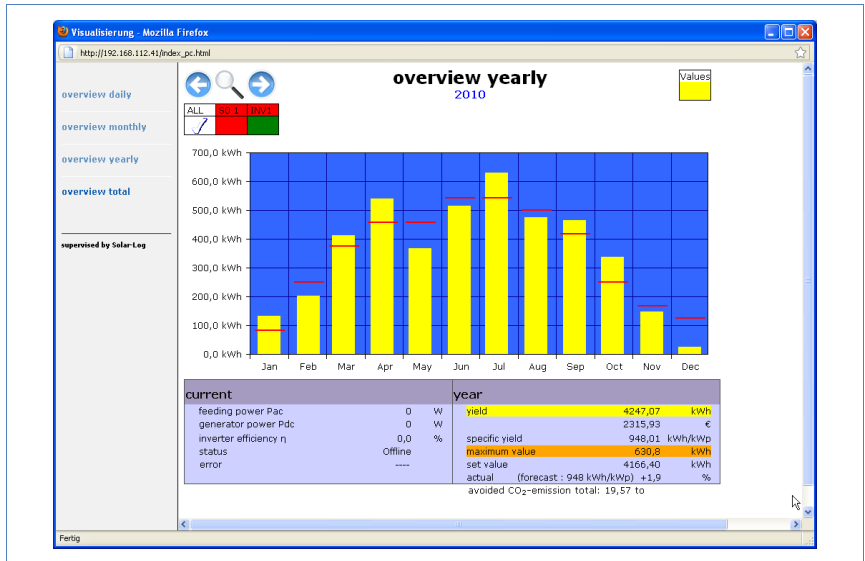 Visualisierung - Mozilla Firefox
http://192.168.112.41/index_pc.html
overview daily
overview monthly
overview yearly
overview total
supervised by Solar-Log
overview yearly
2010
Values
ALL S0 1 INV1
700,0 kWh
600,0 kWh
500,0 kWh
400,0 kWh
300,0 kWh
200,0 kWh
100,0 kWh
0,0 kWh
Jan Feb Mar Apr May Jun Jul Aug Sep Oct Nov Dec
current
feeding power Pac 0 W
generator power Pdc 0 W
inverter efficiency η 0,0 %
status Offline
error ----
year
yield 4247,07 kWh
2315,93 €
specific yield 948,01 kWh/kWp
maximum value 630,8 kWh
set value 4166,40 kWh
actual (forecast : 948 kWh/kWp) +1,9 %
avoided CO₂-emission total: 19,57 to
Fertig